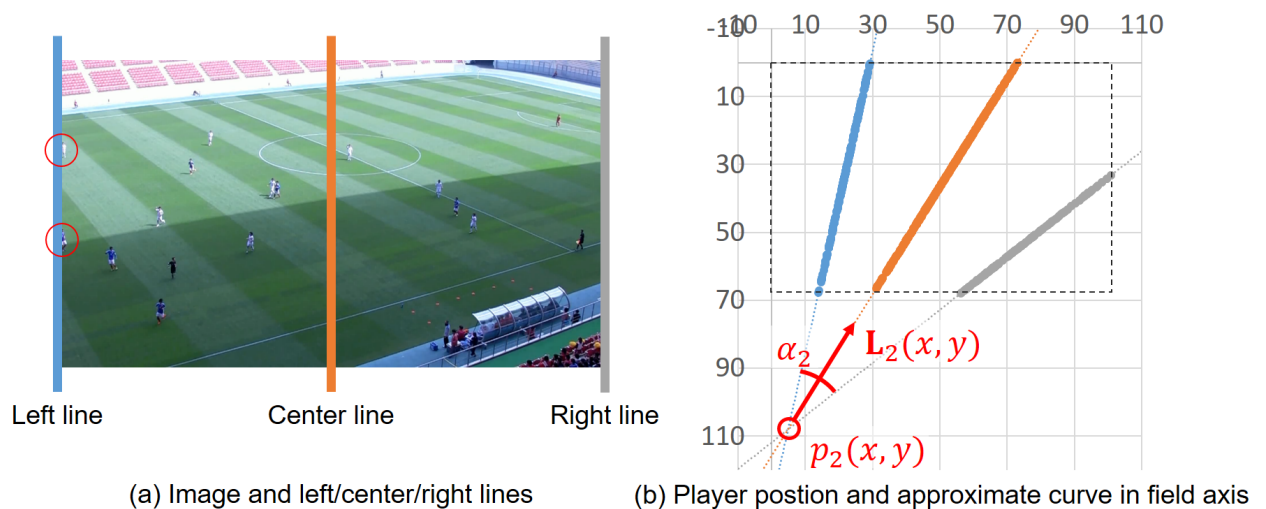 -10 10 30 50 70 90 110
-10
10
30
50
70
90
110
α₂
L₂(x, y)
p₂(x, y)
Left line
Center line
Right line
(a) Image and left/center/right lines
(b) Player postion and approximate curve in field axis